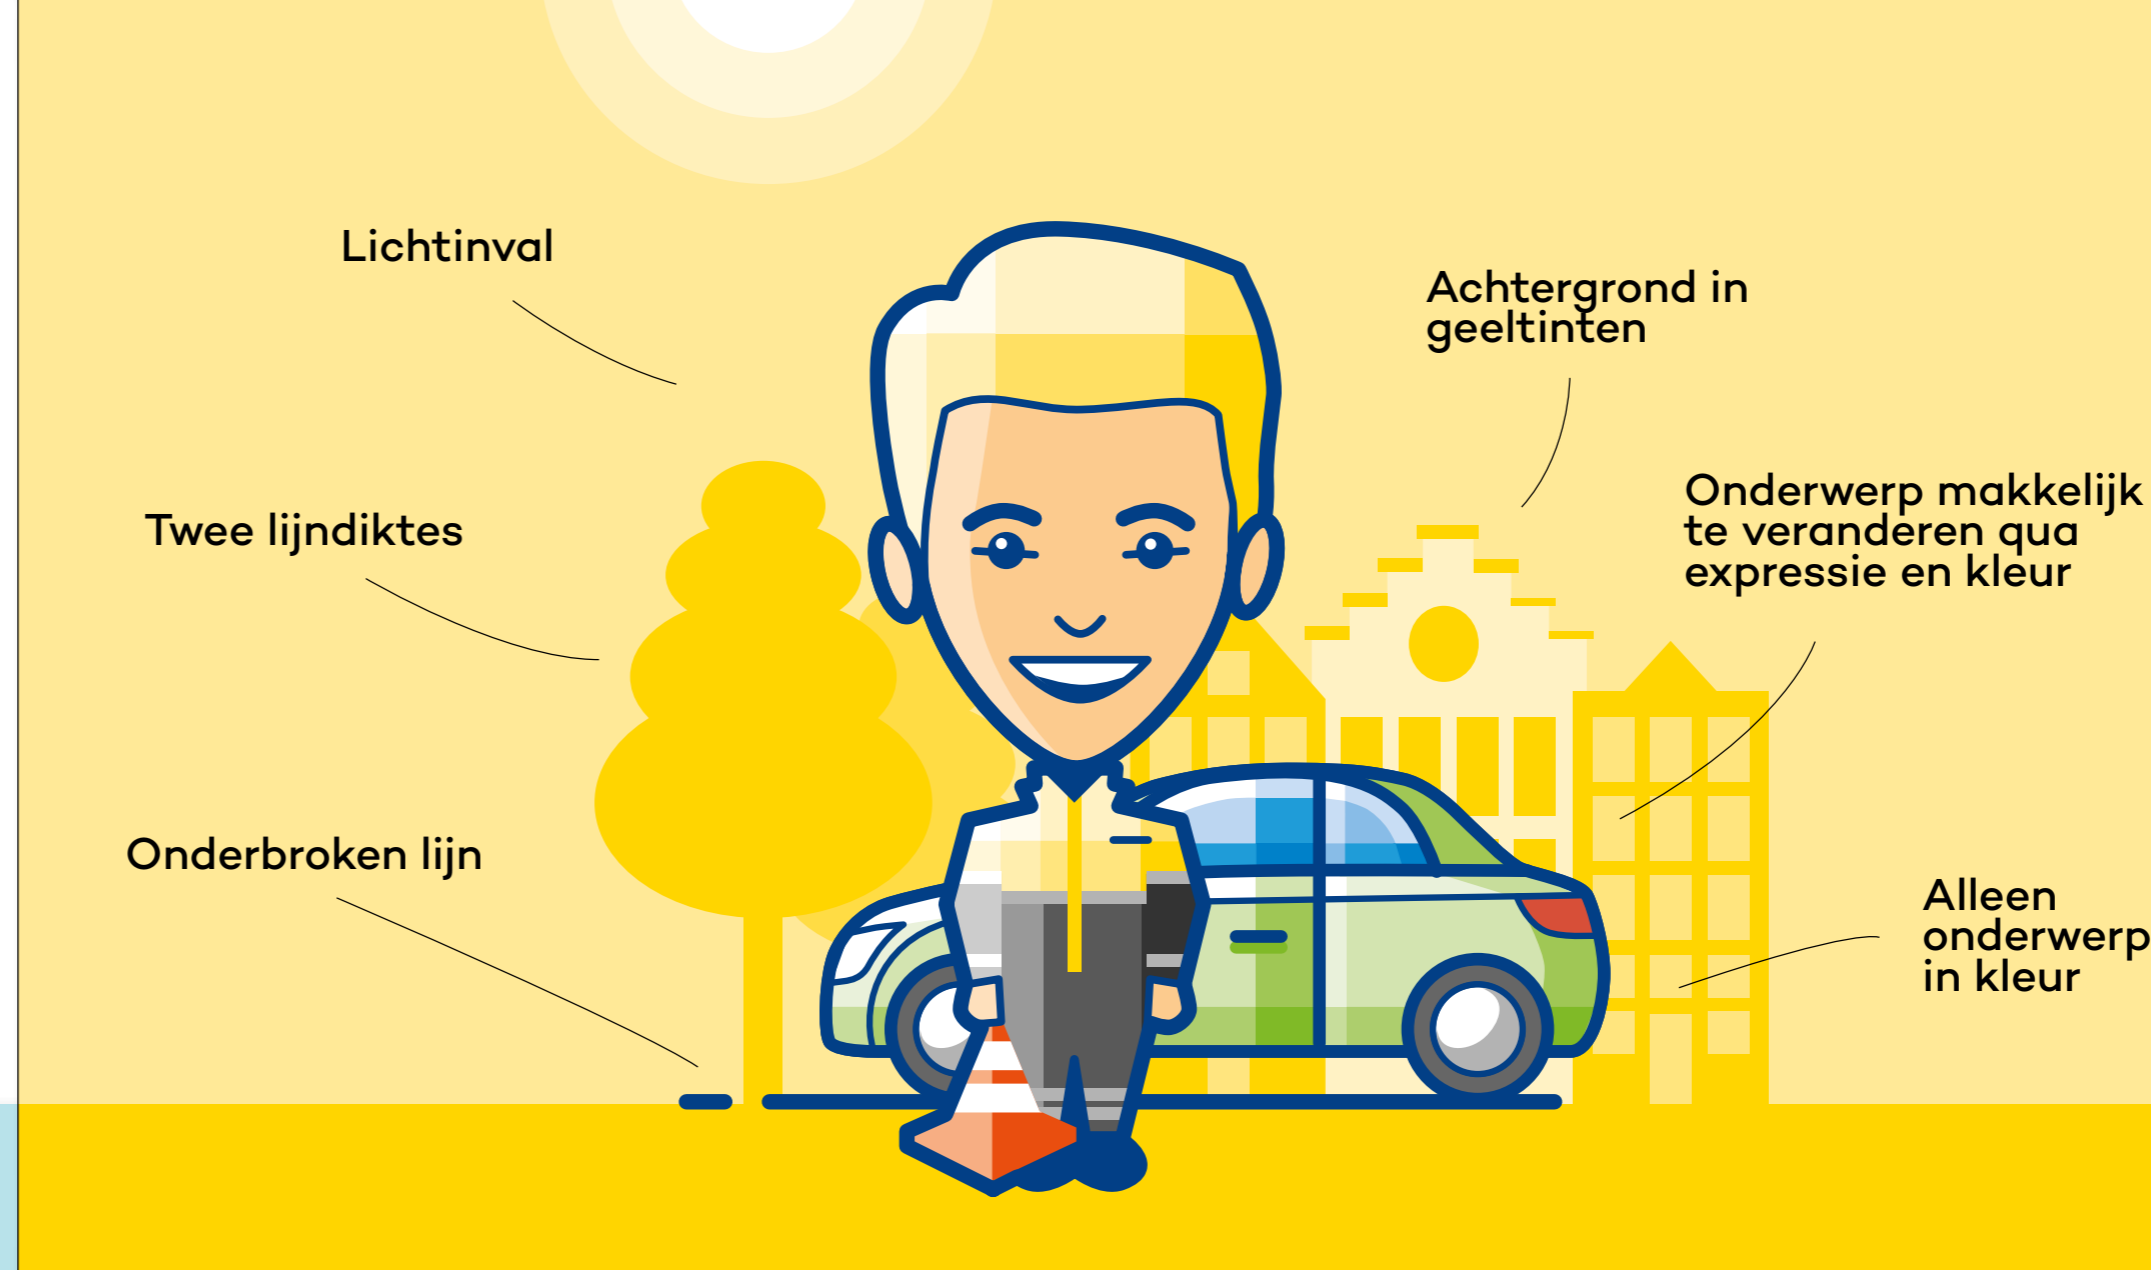 Lichtinval
Achtergrond in
geeltinten
Twee lijndiktes
Onderwerp makkelijk
te veranderen qua
expressie en kleur
Onderbroken lijn
Alleen
onderwerp
in kleur